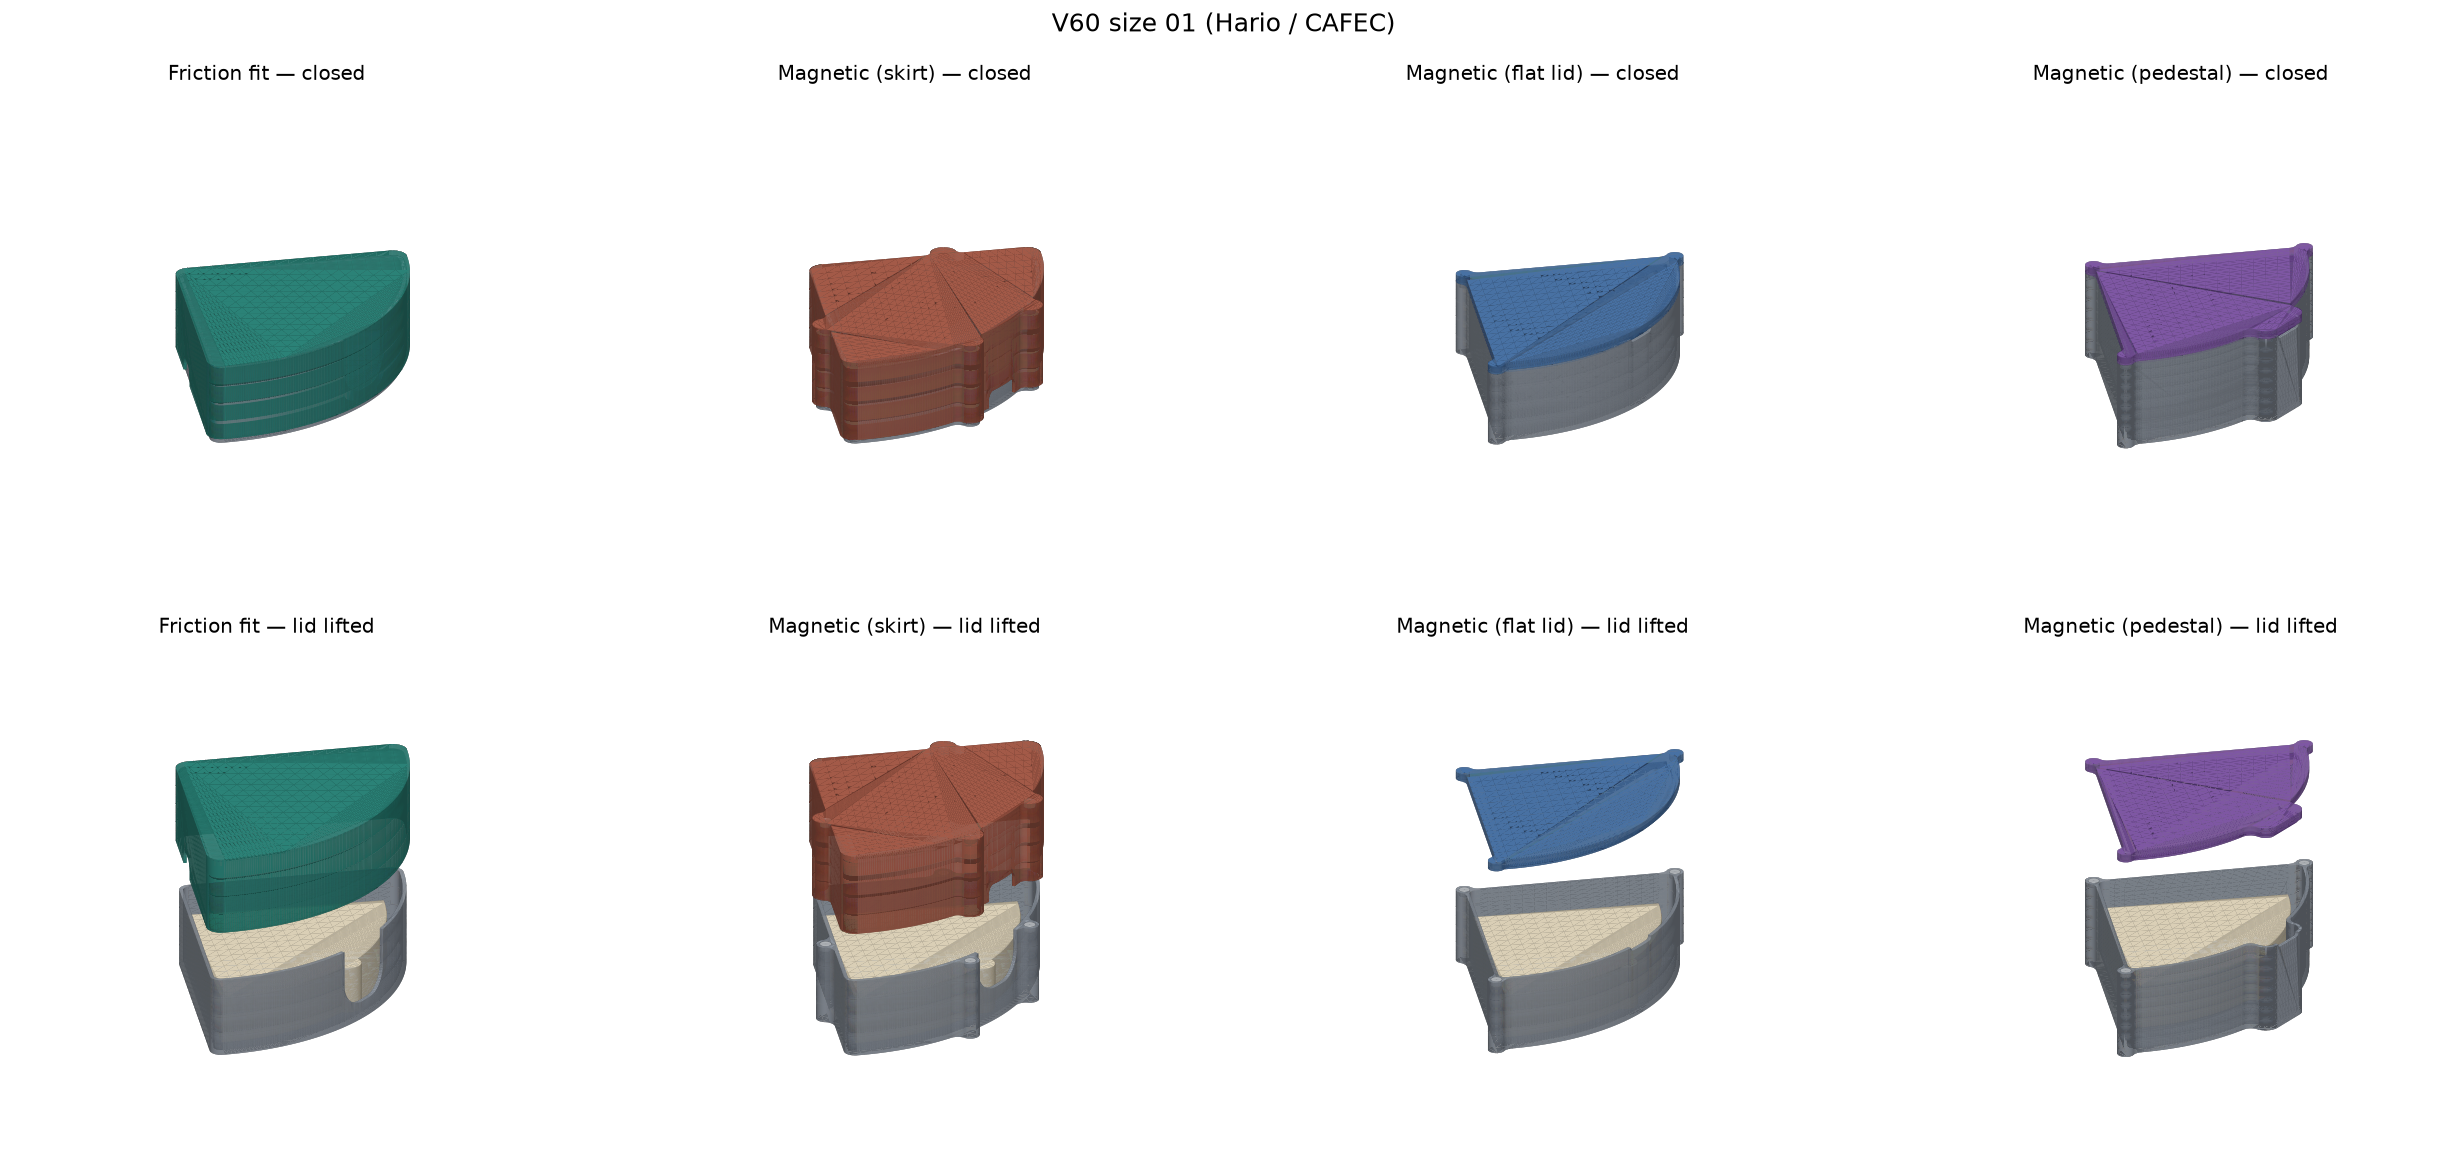 V60 size 01 (Hario / CAFEC)
Friction fit — closed
Magnetic (skirt) — closed
Magnetic (flat lid) — closed
Magnetic (pedestal) — closed
Friction fit — lid lifted
Magnetic (skirt) — lid lifted
Magnetic (flat lid) — lid lifted
Magnetic (pedestal) — lid lifted